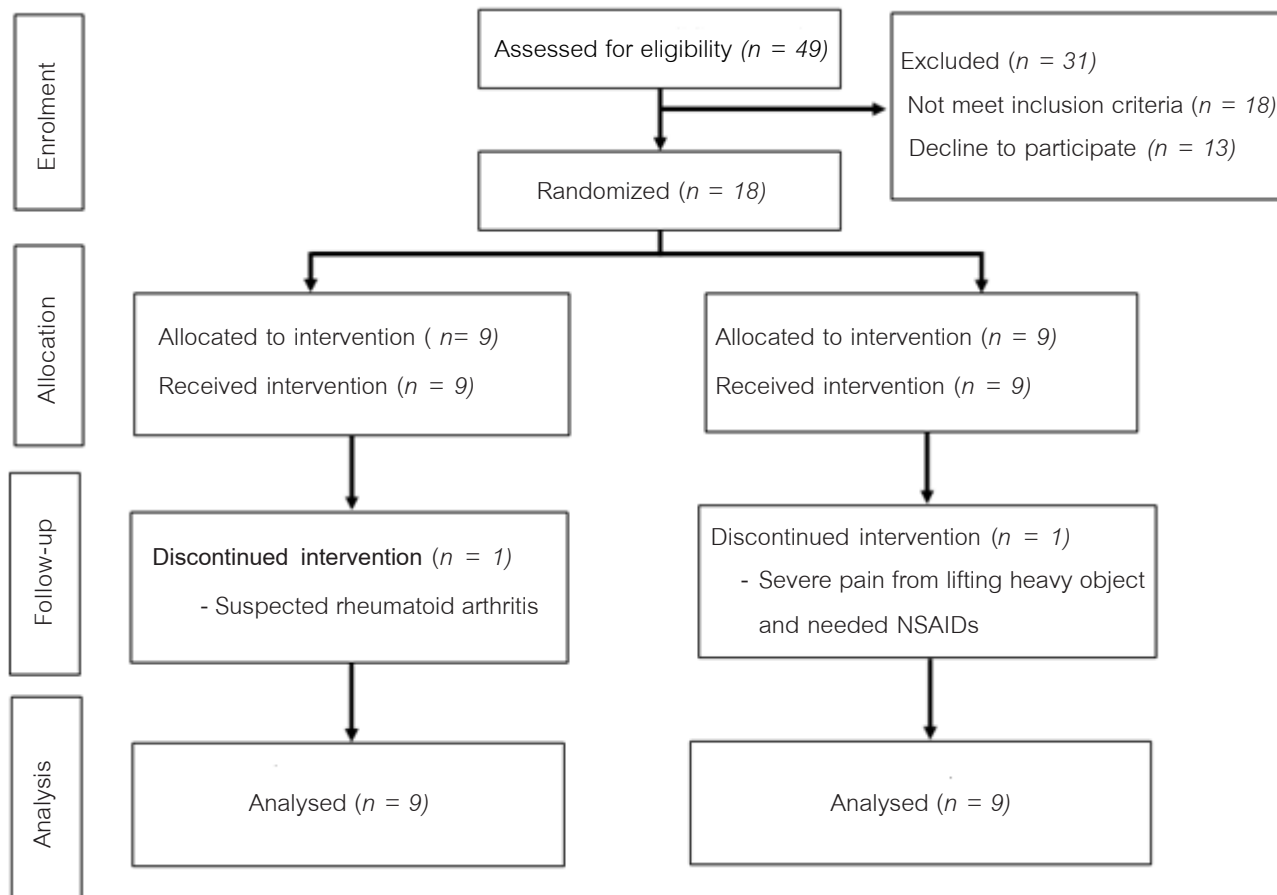 Enrolment
Assessed for eligibility (n = 49)
Excluded (n = 31)
Not meet inclusion criteria (n = 18)
Decline to participate (n = 13)
Randomized (n = 18)
Allocation
Allocated to intervention ( n= 9)
Received intervention (n = 9)
Allocated to intervention (n = 9)
Received intervention (n = 9)
Follow-up
Discontinued intervention (n = 1)
- Suspected rheumatoid arthritis
Discontinued intervention (n = 1)
- Severe pain from lifting heavy object
and needed NSAIDs
Analysis
Analysed (n = 9)
Analysed (n = 9)